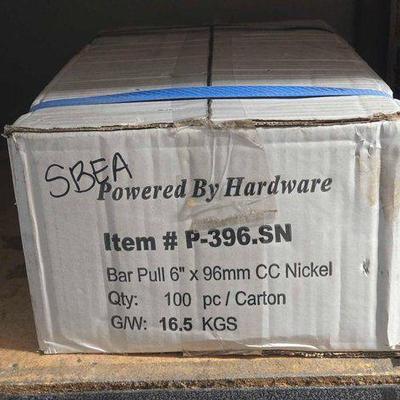 SBEA
Powered By Hardware
Item # P-396.SN
Bar Pull 6" x 96mm CC Nickel
Qty: 100 pc / Carton
G/W: 16.5 KGS